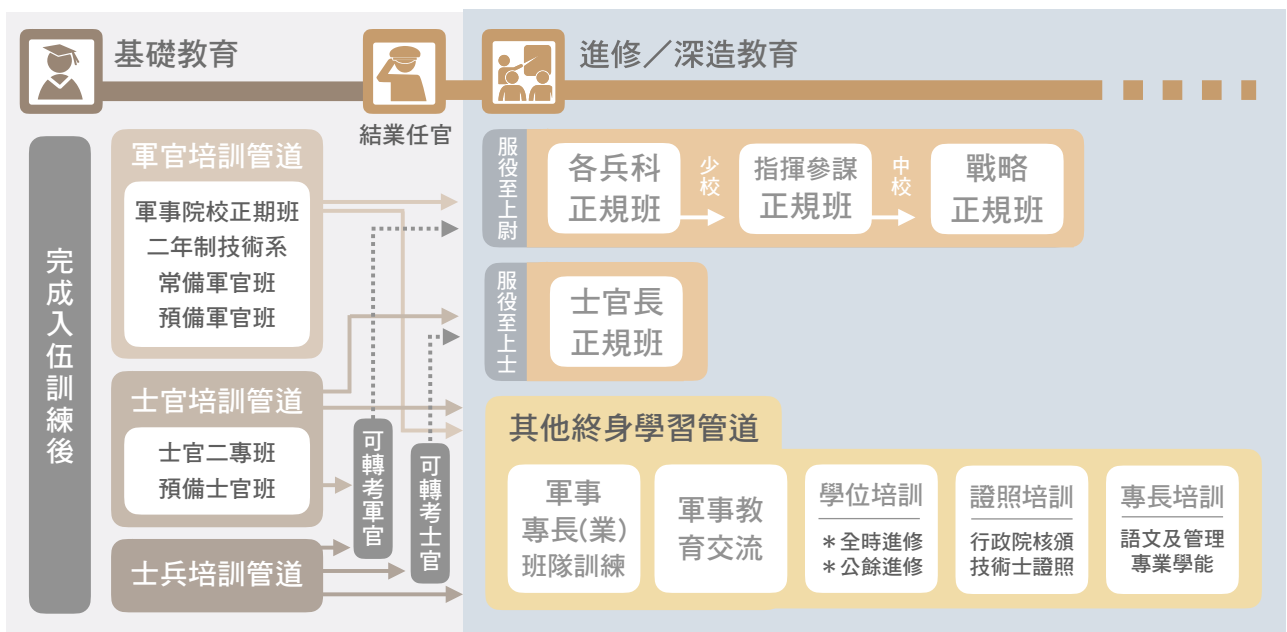 基礎教育
結業任官
進修／深造教育
完成入伍訓練後
軍官培訓管道
軍事院校正期班
二年制技術系
常備軍官班
預備軍官班
士官培訓管道
士官二專班
預備士官班
士兵培訓管道
可轉考軍官
可轉考士官
服役至上尉
各兵科
正規班
少校
指揮參謀
正規班
中校
戰略
正規班
服役至上士
士官長
正規班
其他終身學習管道
軍事
專長(業)
班隊訓練
軍事教
育交流
學位培訓
＊全時進修
＊公餘進修
證照培訓
行政院核頒
技術士證照
專長培訓
語文及管理
專業學能